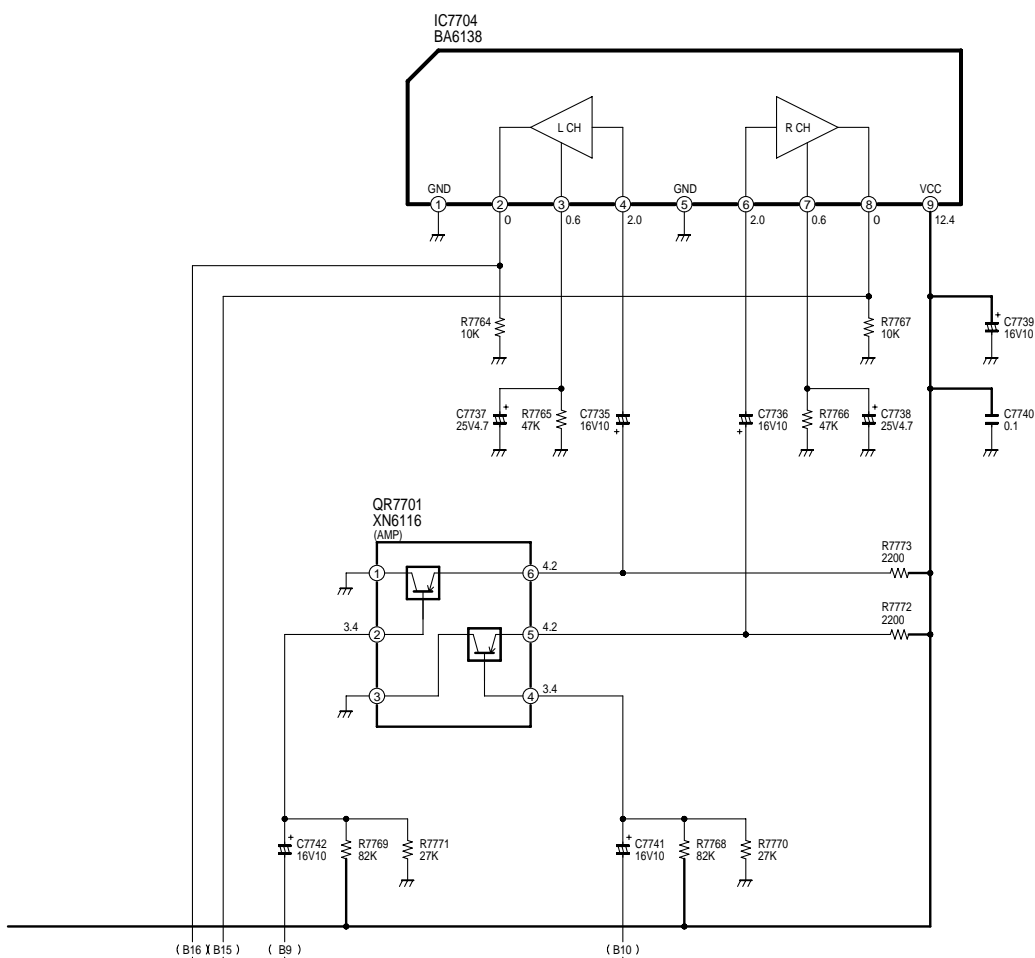 IC7704
BA6138
L CH
R CH
GND
GND
VCC
1
2
3
4
5
6
7
8
9
0
0.6
2.0
2.0
0.6
0
12.4
R7764
10K
R7767
10K
C7739
16V10
C7737
25V4.7
R7765
47K
C7735
16V10
C7736
16V10
R7766
47K
C7738
25V4.7
C7740
0.1
QR7701
XN6116
(AMP)
R7773
2200
1
6
4.2
R7772
2200
3.4
2
5
4.2
3
4
3.4
C7742
16V10
R7769
82K
R7771
27K
C7741
16V10
R7768
82K
R7770
27K
(B16)(B15)
(B9)
(B10)